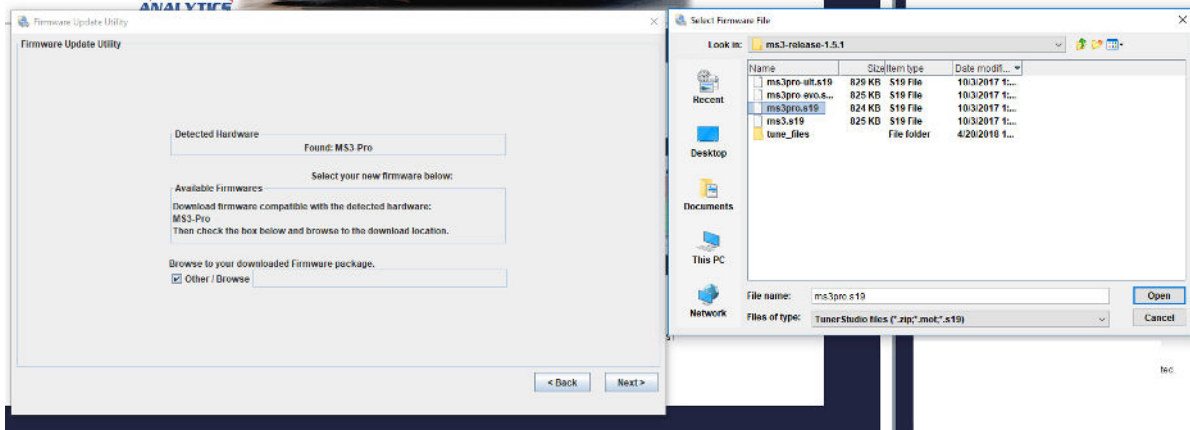 ANALYTICS
Firmware Update Utility
Firmware Update Utility
Detected Hardware
Found: MS3-Pro
Select your new firmware below:
Available Firmwares
Download firmware compatible with the detected hardware:
MS3-Pro
Then check the box below and browse to the download location.
Browse to your downloaded Firmware package.
Other / Browse
< Back Next >
Select Firmware File
Look in: ms3-release-1.5.1
Name Size Item type Date modifi...
ms3pro-ult.s19 829 KB S19 File 10/3/2017 1:...
ms3pro-evo.s... 825 KB S19 File 10/3/2017 1:...
ms3pro.s19 824 KB S19 File 10/3/2017 1:...
ms3.s19 825 KB S19 File 10/3/2017 1:...
tune_files File folder 4/20/2018 1...
Recent
Desktop
Documents
This PC
Network
File name: ms3pro.s19 Open
Files of type: TunerStudio files (*.zip;*.mot;*.s19) Cancel